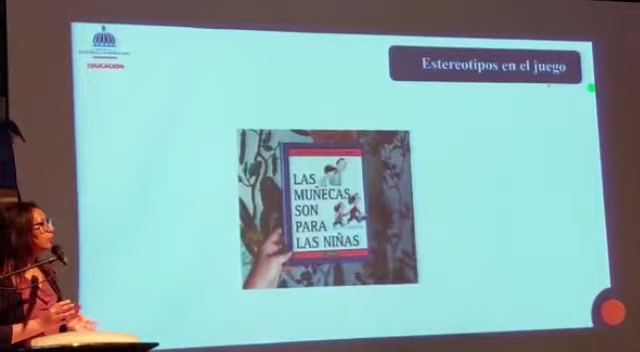 Estereotipos en el juego
EDUCACIÓN
LAS
MUÑECAS
SON
PARA
LAS NIÑAS